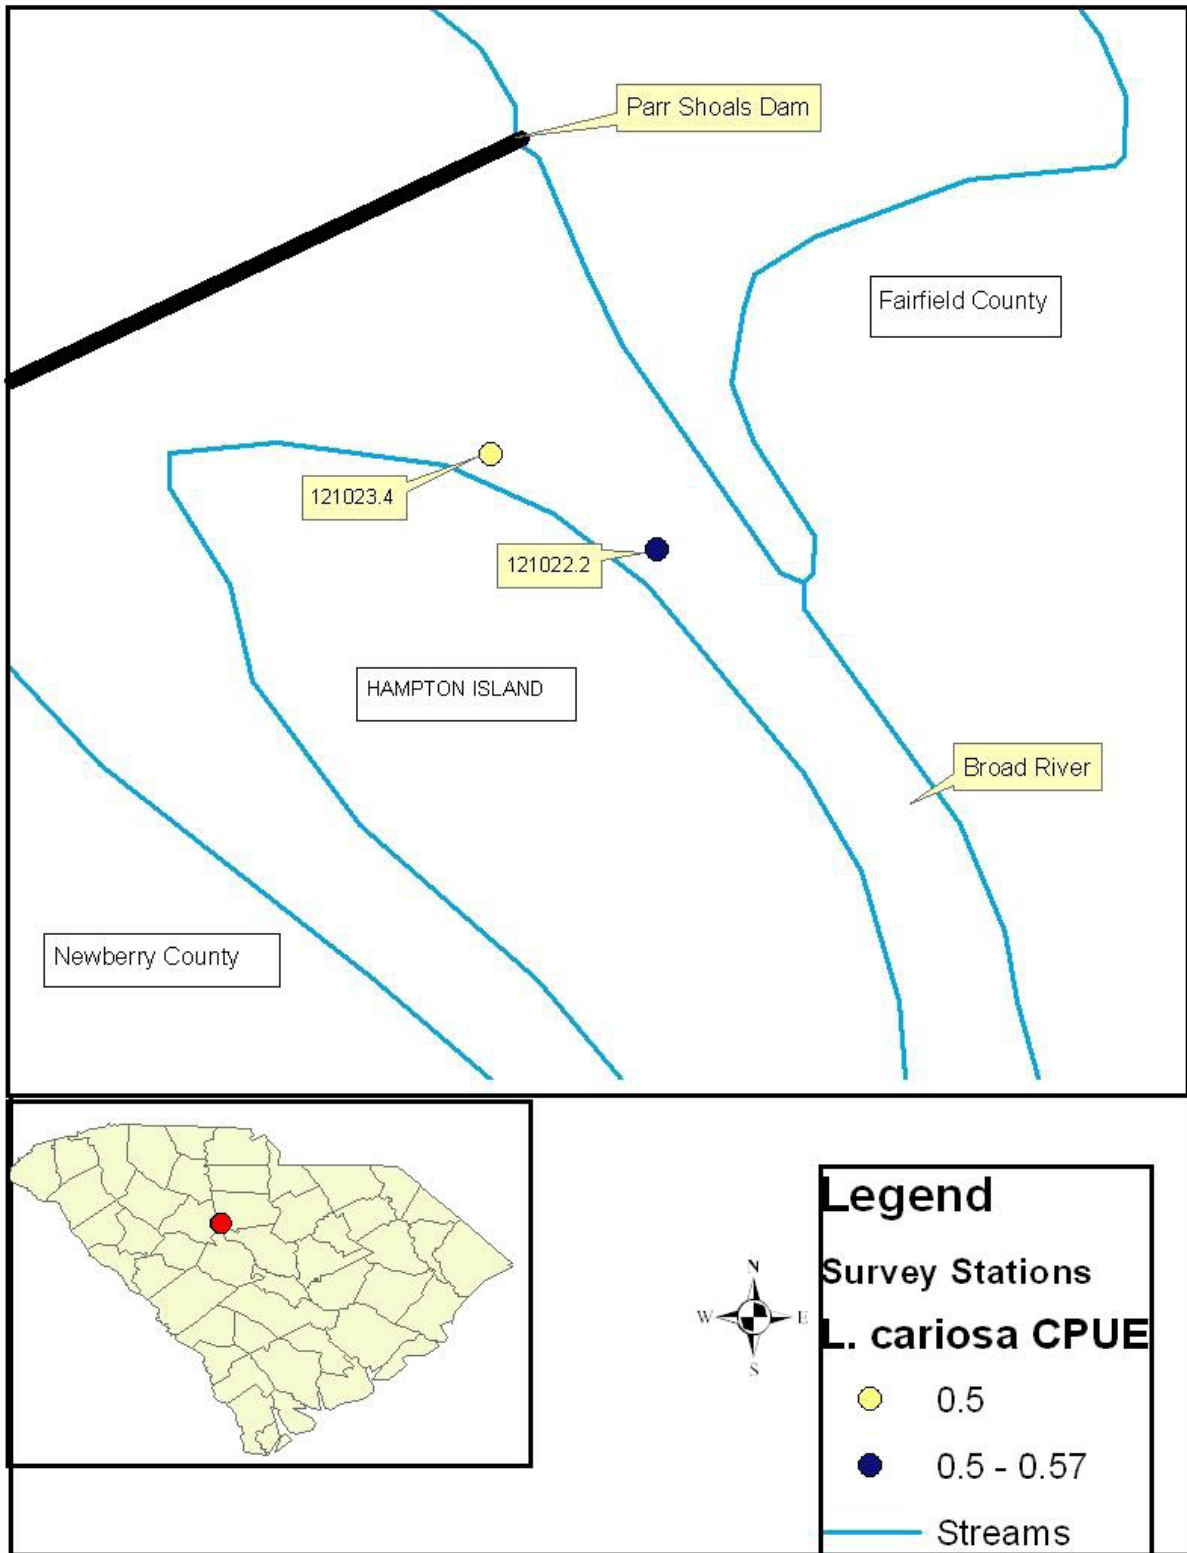 Parr Shoals Dam
Fairfield County
121023.4
121022.2
HAMPTON ISLAND
Broad River
Newberry County
N
W E
S
Legend
Survey Stations
L. cariosa CPUE
0.5
0.5 - 0.57
Streams